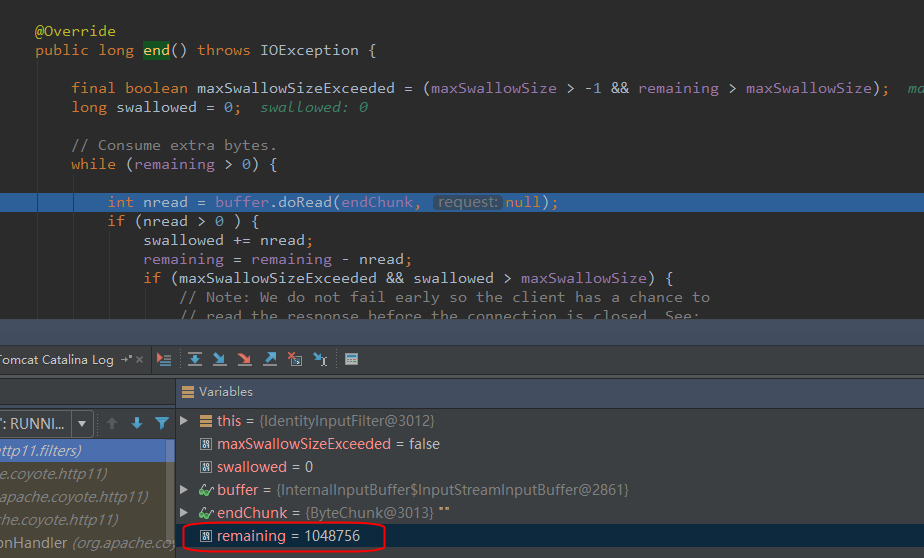 @Override
public long end() throws IOException {
final boolean maxSwallowSizeExceeded = (maxSwallowSize > -1 && remaining > maxSwallowSize); ma
long swallowed = 0; swallowed: 0
// Consume extra bytes.
while (remaining > 0) {
int nread = buffer.doRead(endChunk, request: null);
if (nread > 0 ) {
swallowed += nread;
remaining = remaining - nread;
if (maxSwallowSizeExceeded && swallowed > maxSwallowSize) {
// Note: We do not fail early so the client has a chance to
// read the response before the connection is closed. See:
Tomcat Catalina Log
Variables
": RUNNI...
this = {IdentityInputFilter@3012}
ttp11.filters)
maxSwallowSizeExceeded = false
e.coyote.http11)
swallowed = 0
apache.coyote.http11)
buffer = {InternalInputBuffer$InputStreamInputBuffer@2861}
e.coyote.http11)
endChunk = {ByteChunk@3013} ""
onHandler (org.apache.coy
remaining = 1048756